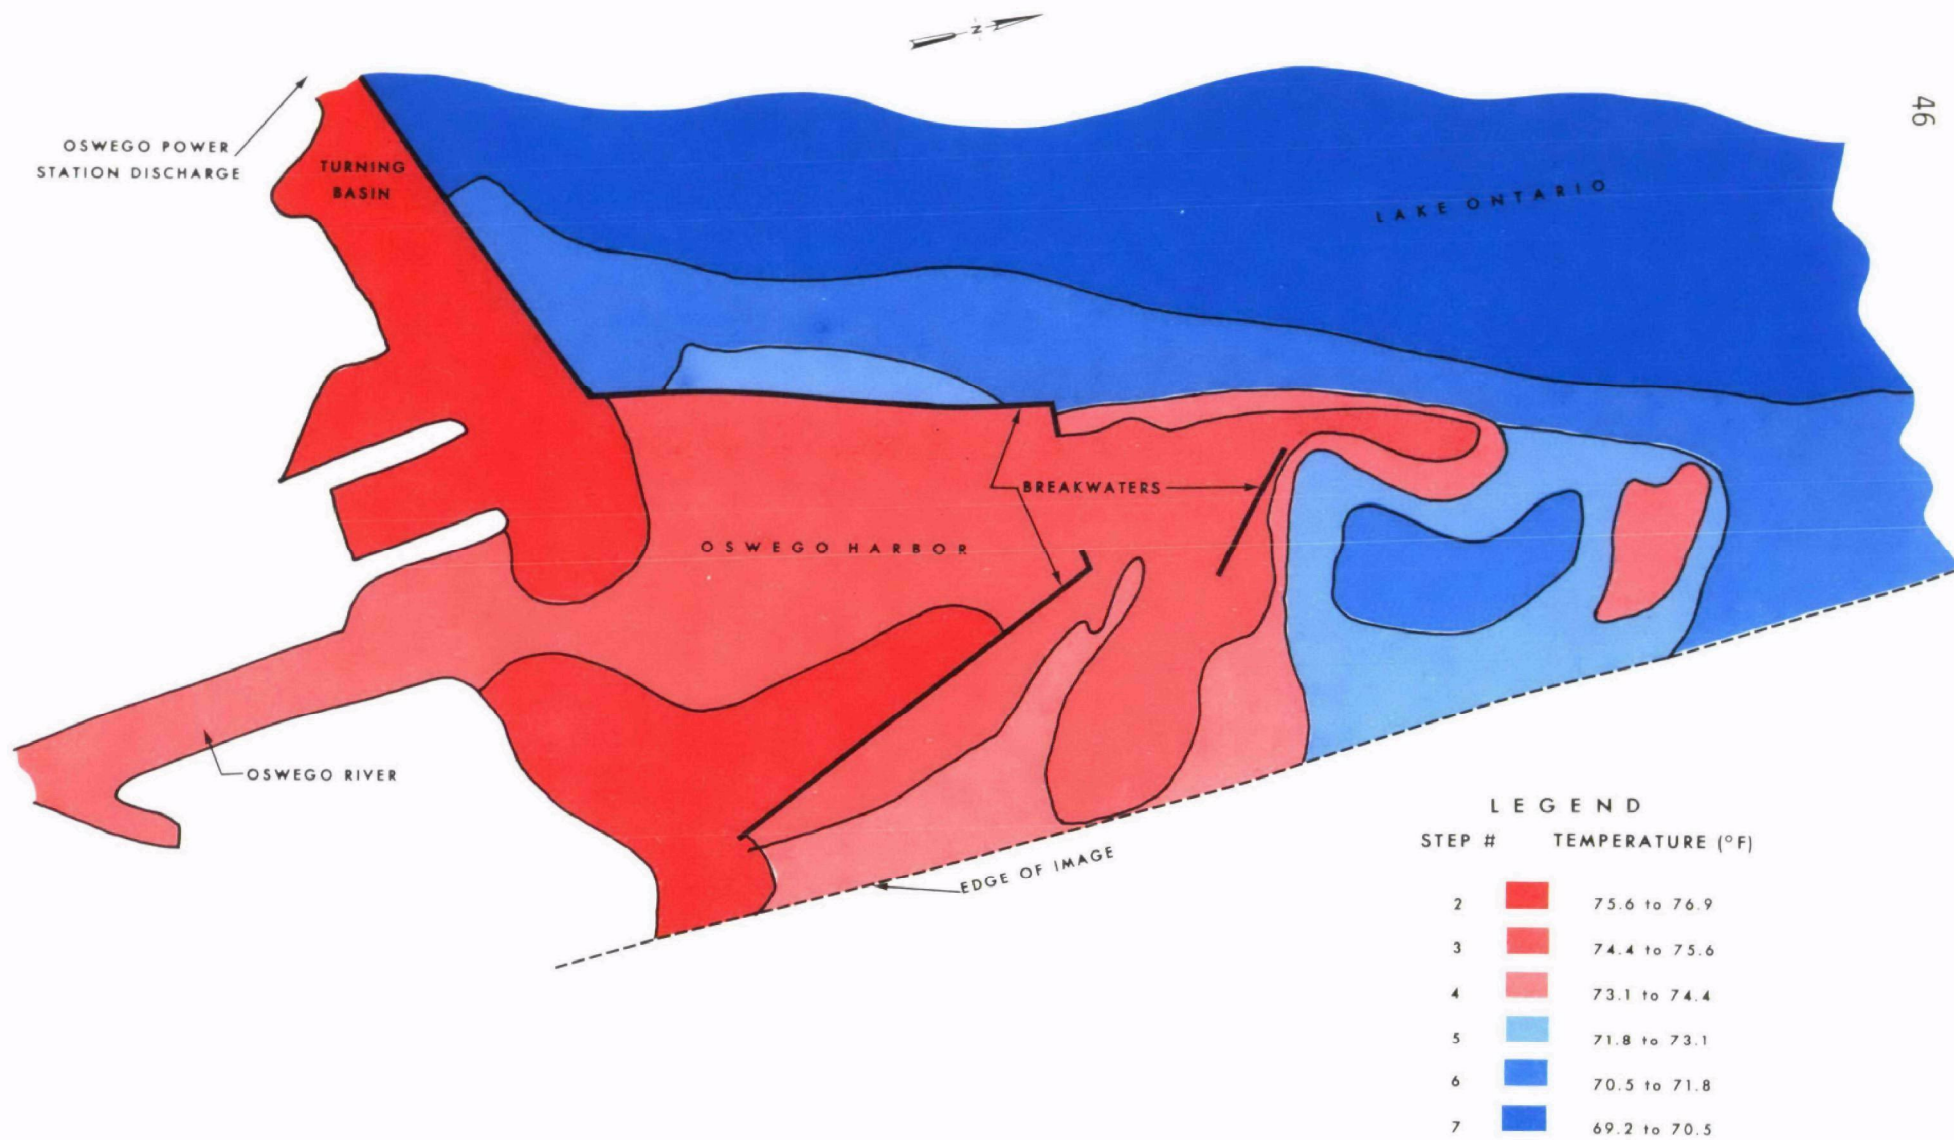 N
46
OSWEGO POWER
STATION DISCHARGE
TURNING
BASIN
LAKE ONTARIO
BREAKWATERS
OSWEGO HARBOR
OSWEGO RIVER
EDGE OF IMAGE
LEGEND
STEP # TEMPERATURE (°F)
2 75.6 to 76.9
3 74.4 to 75.6
4 73.1 to 74.4
5 71.8 to 73.1
6 70.5 to 71.8
7 69.2 to 70.5